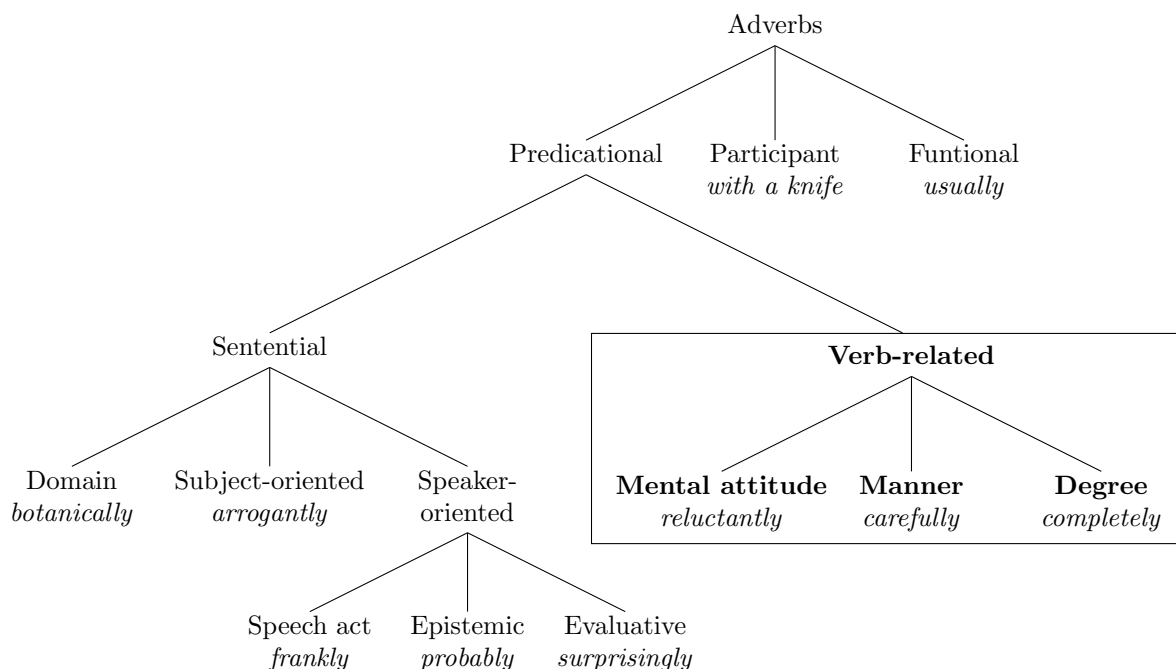 Adverbs
Predicational Participant Funtional
with a knife usually
Sentential Verb-related
Domain Subject-oriented Speaker- Mental attitude Manner Degree
botanically arrogantly oriented reluctantly carefully completely
Speech act Epistemic Evaluative
frankly probably surprisingly